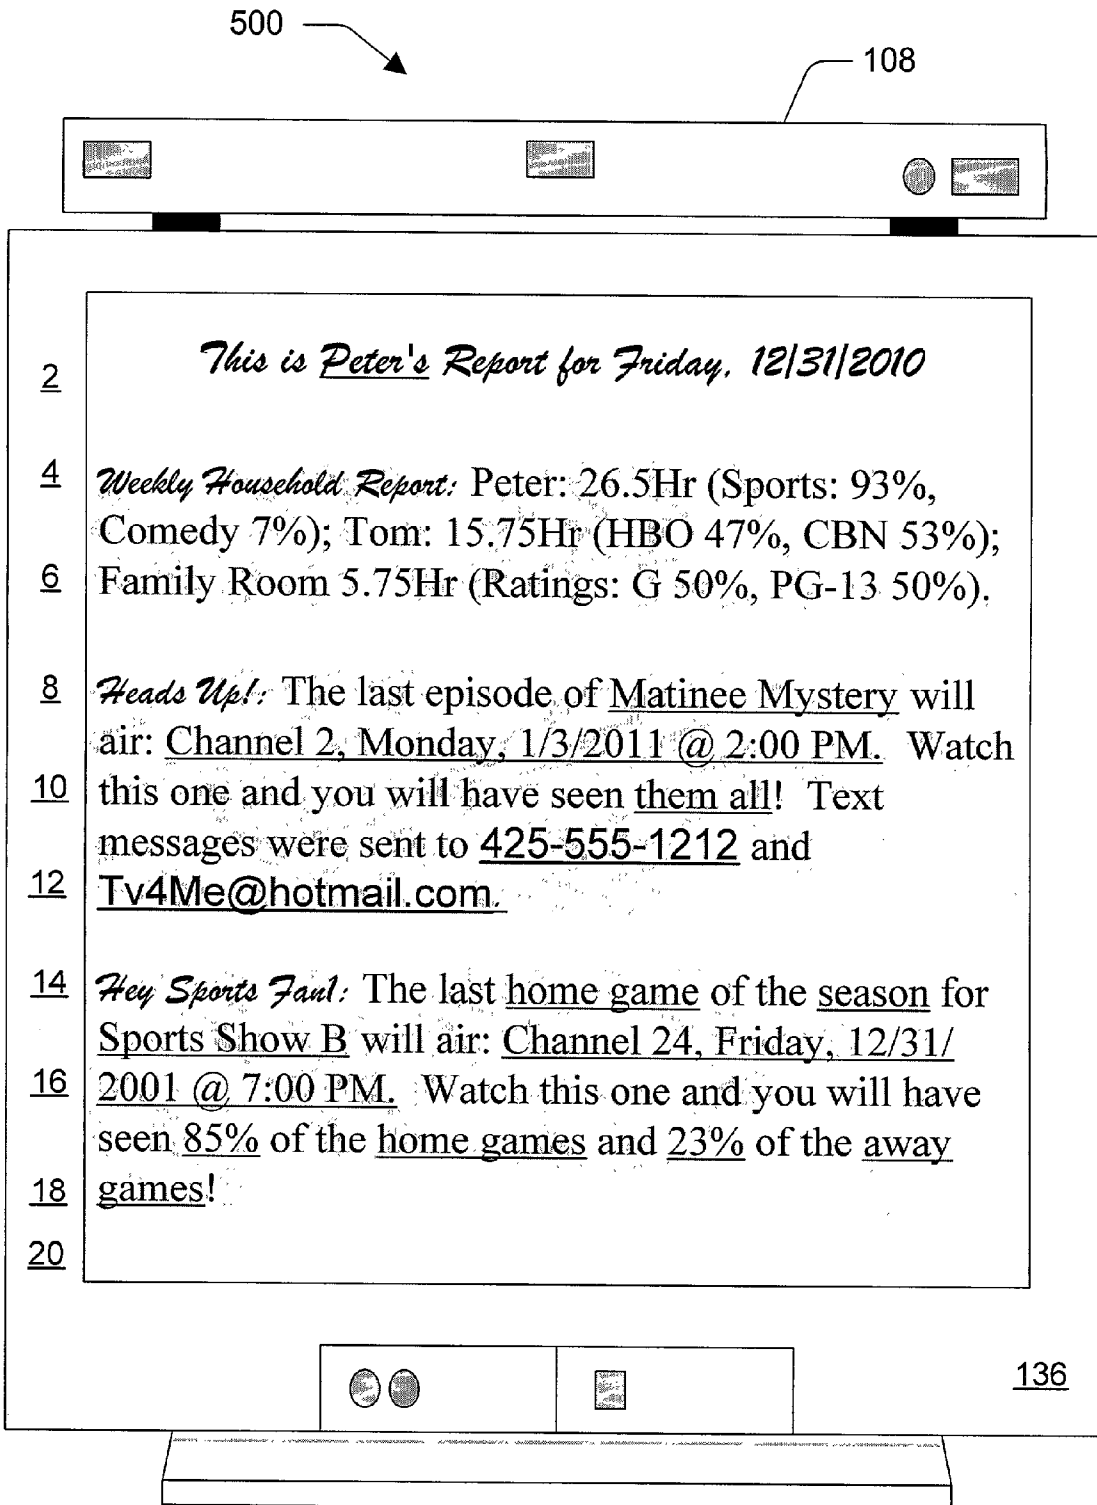 500
108
2
This is Peter's Report for Friday, 12/31/2010
4
Weekly Household Report: Peter: 26.5Hr (Sports: 93%,
Comedy 7%); Tom: 15.75Hr (HBO 47%, CBN 53%);
6
Family Room 5.75Hr (Ratings: G 50%, PG-13 50%).
8
Heads Up!: The last episode of Matinee Mystery will
air: Channel 2, Monday, 1/3/2011 @ 2:00 PM. Watch
10
this one and you will have seen them all! Text
messages were sent to 425-555-1212 and
12
Tv4Me@hotmail.com.
14
Hey Sports Fan!: The last home game of the season for
Sports Show B will air: Channel 24, Friday, 12/31/
16
2001 @ 7:00 PM. Watch this one and you will have
seen 85% of the home games and 23% of the away
18
games!
20
136